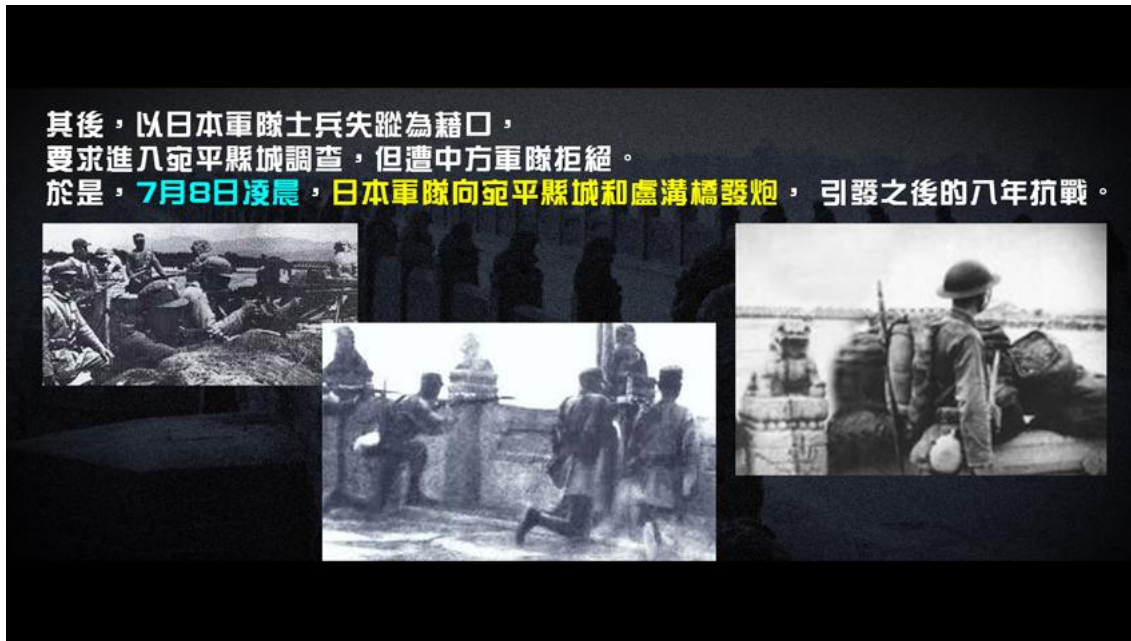 其後，以日本軍隊士兵失蹤為藉口，
要求進入宛平縣城調查，但遭中方軍隊拒絕。
於是，7月8日凌晨，日本軍隊向宛平縣城和盧溝橋發炮， 引發之後的八年抗戰。